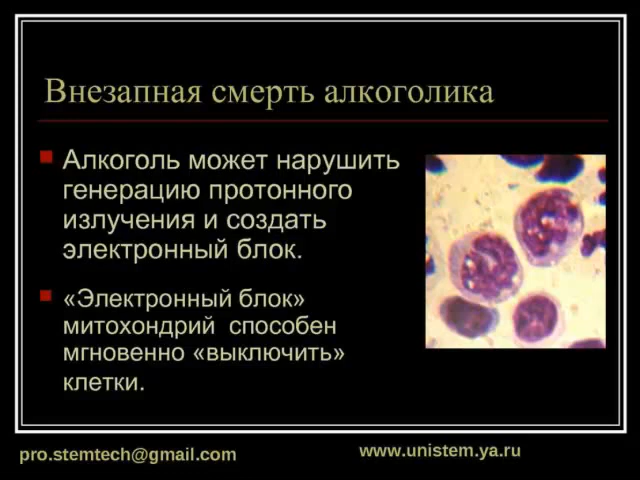 Внезапная смерть алкоголика
Алкоголь может нарушить
генерацию протонного
излучения и создать
электронный блок.
«Электронный блок»
митохондрий способен
мгновенно «выключить»
клетки.
pro.stemtech@gmail.com
www.unistem.ya.ru